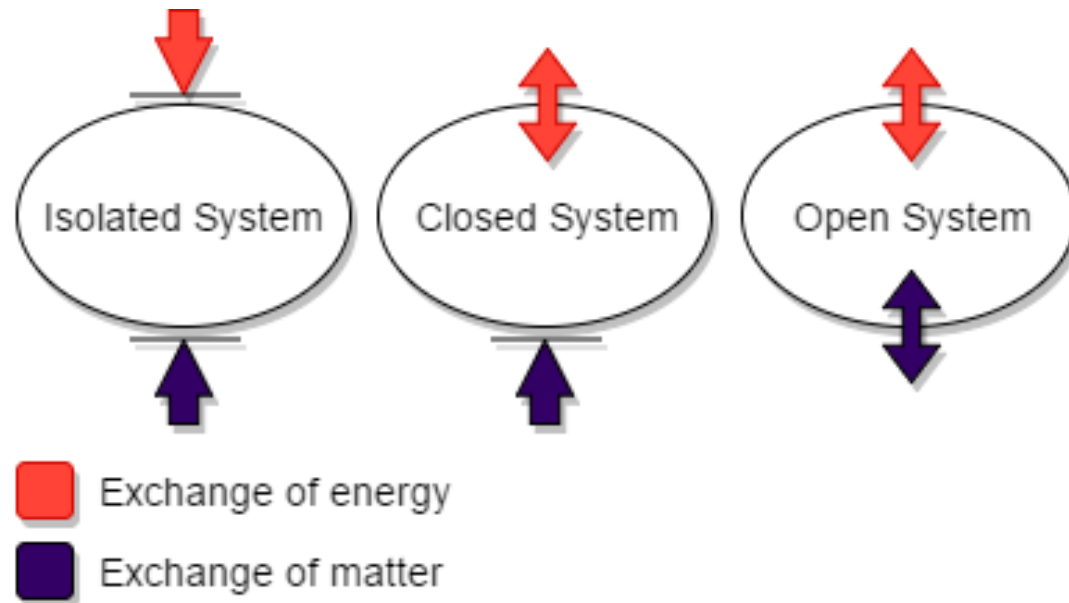 Isolated System
Closed System
Open System
Exchange of energy
Exchange of matter